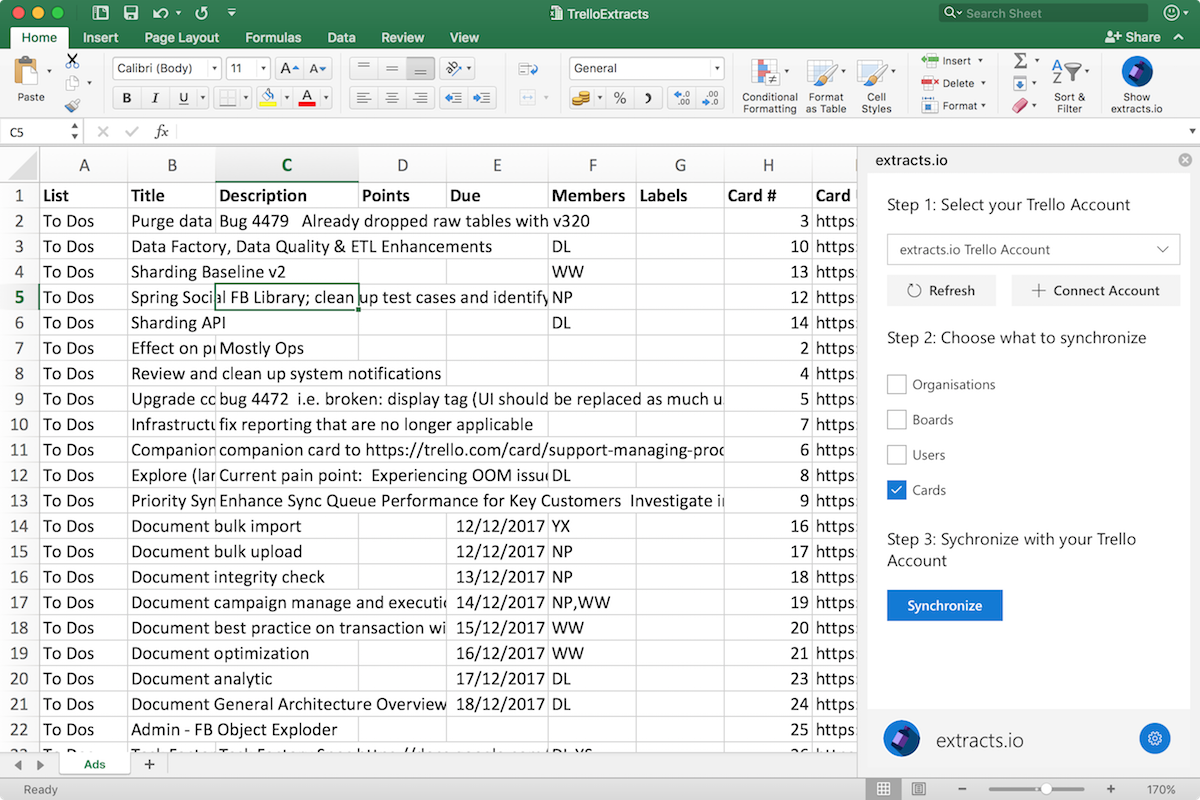 TrelloExtracts
Search Sheet
Home Insert Page Layout Formulas Data Review View
Share
Paste
Calibri (Body) 11
General
B I U
Conditional Formatting
Format as Table
Cell Styles
Insert
Delete
Format
Sort & Filter
Show extracts.io
C5 fx
A B C D E F G H
1 List Title Description Points Due Members Labels Card # Card
2 To Dos Purge data Bug 4479 Already dropped raw tables with v320 3 https:
3 To Dos Data Factory, Data Quality & ETL Enhancements DL 10 https:
4 To Dos Sharding Baseline v2 WW 13 https:
5 To Dos Spring Social FB Library; clean up test cases and identify NP 12 https:
6 To Dos Sharding API DL 14 https:
7 To Dos Effect on pr Mostly Ops 2 https:
8 To Dos Review and clean up system notifications 4 https:
9 To Dos Upgrade co bug 4472 i.e. broken: display tag (UI should be replaced as much u 5 https:
10 To Dos Infrastructu fix reporting that are no longer applicable 7 https:
11 To Dos Companion companion card to https://trello.com/card/support-managing-proc 6 https:
12 To Dos Explore (lar Current pain point: Experiencing OOM issu DL 8 https:
13 To Dos Priority Syn Enhance Sync Queue Performance for Key Customers Investigate i 9 https:
14 To Dos Document bulk import 12/12/2017 YX 16 https:
15 To Dos Document bulk upload 12/12/2017 NP 17 https:
16 To Dos Document integrity check 13/12/2017 NP 18 https:
17 To Dos Document campaign manage and executi 14/12/2017 NP,WW 19 https:
18 To Dos Document best practice on transaction wi 15/12/2017 WW 20 https:
19 To Dos Document optimization 16/12/2017 WW 21 https:
20 To Dos Document analytic 17/12/2017 DL 23 https:
21 To Dos Document General Architecture Overview 18/12/2017 DL 24 https:
22 To Dos Admin - FB Object Exploder 25 https:
extracts.io
Step 1: Select your Trello Account
extracts.io Trello Account
Refresh Connect Account
Step 2: Choose what to synchronize
Organisations
Boards
Users
Cards
Step 3: Sychronize with your Trello
Account
Synchronize
extracts.io
Ads
Ready
170%